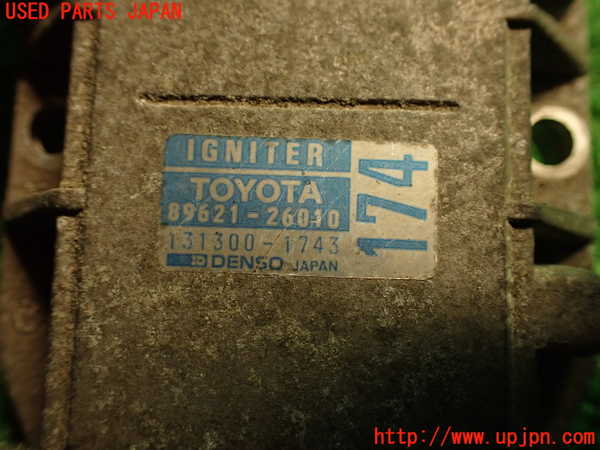 USED PARTS JAPAN
IGNITER
TOYOTA
89621-26010
131300-1743
DENSO JAPAN
174
http://www.upjpn.com/